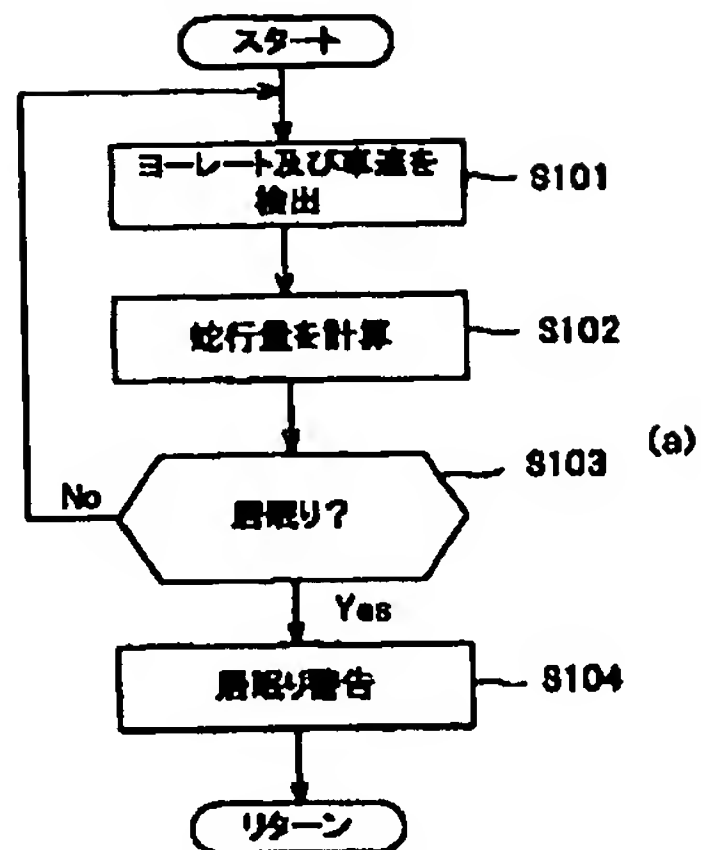 スタート
ヨーレート及び車速を
検出
S101
蛇行量を計算
S102
(a)
居眠り?
S103
No
Yes
居眠り警告
S104
リターン